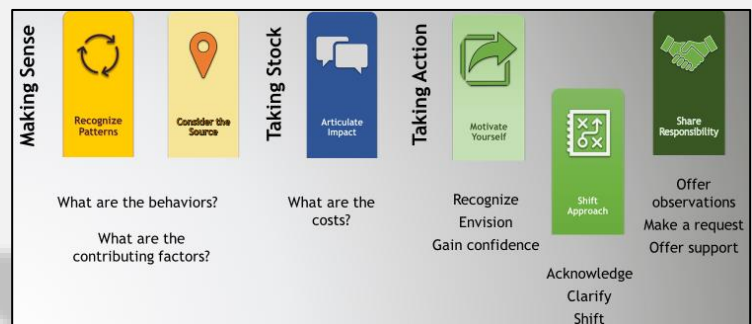 Making Sense
Recognize
Patterns
Consider the
Source
What are the behaviors?
What are the
contributing factors?
Taking Stock
Articulate
Impact
What are the
costs?
Taking Action
Motivate
Yourself
Recognize
Envision
Gain confidence
Shift
Approach
Acknowledge
Clarify
Shift
Share
Responsibility
Offer
observations
Make a request
Offer support